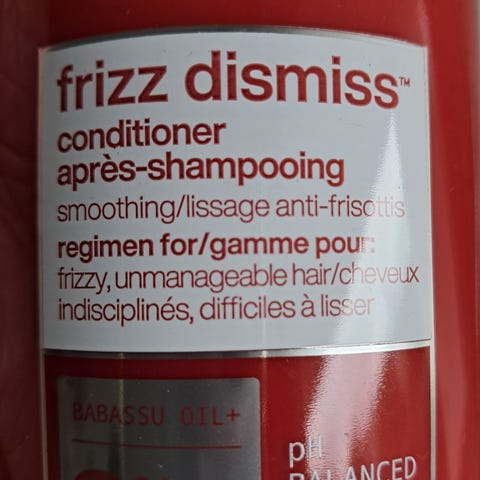 frizz dismiss™
conditioner
après-shampooing
smoothing/lissage anti-frisottis
regimen for/gamme pour:
frizzy, unmanageable hair/cheveux
indisciplinés, difficiles à lisser
BABASSU OIL+
pH
BALANCED